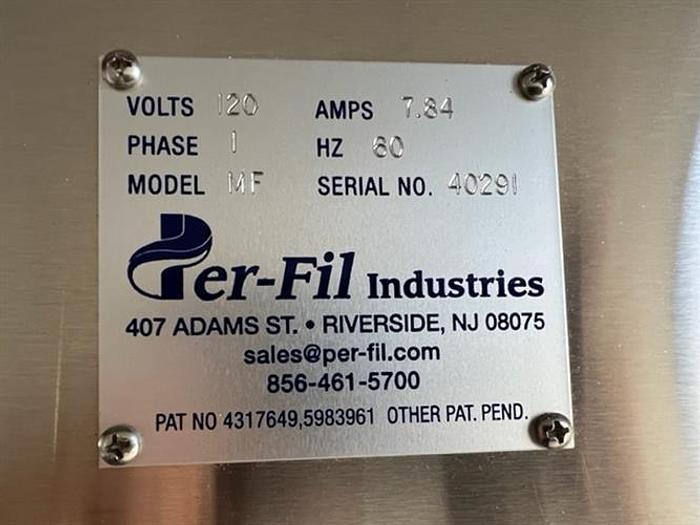 VOLTS 120 AMPS 7.84
PHASE 1 HZ 60
MODEL MF SERIAL NO. 40291
Per-Fil Industries
407 ADAMS ST. • RIVERSIDE, NJ 08075
sales@per-fil.com
856-461-5700
PAT NO 4317649,5983961 OTHER PAT. PEND.